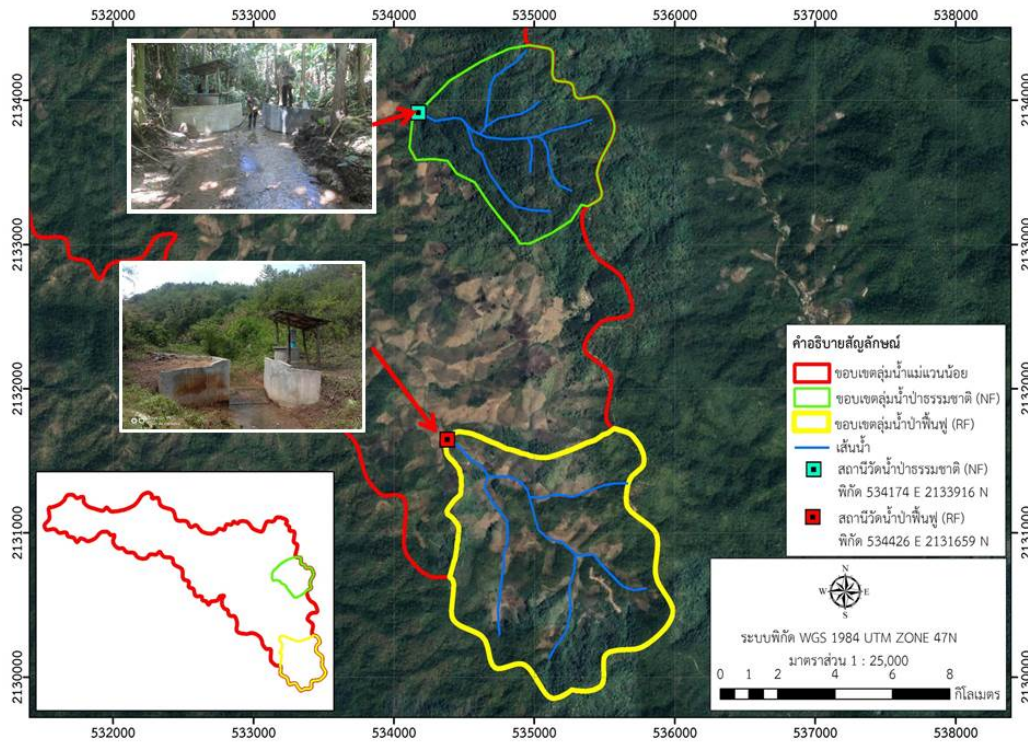 532000 533000 534000 535000 536000 537000 538000
2134000
2133000
2132000
2131000
2130000
2134000
2133000
2132000
2131000
2130000
คำอธิบายสัญลักษณ์
ขอบเขตลุ่มน้ำแม่แวนน้อย
ขอบเขตลุ่มน้ำป่าธรรมชาติ (NF)
ขอบเขตลุ่มน้ำป่าฟื้นฟู (RF)
เส้นน้ำ
สถานีวัดน้ำป่าธรรมชาติ (NF)
พิกัด 534174 E 2133916 N
สถานีวัดน้ำป่าฟื้นฟู (RF)
พิกัด 534426 E 2131659 N
N
W E
S
ระบบพิกัด WGS 1984 UTM ZONE 47N
มาตราส่วน 1 : 25,000
0 1 2 4 6 8
กิโลเมตร
532000 533000 534000 535000 536000 537000 538000